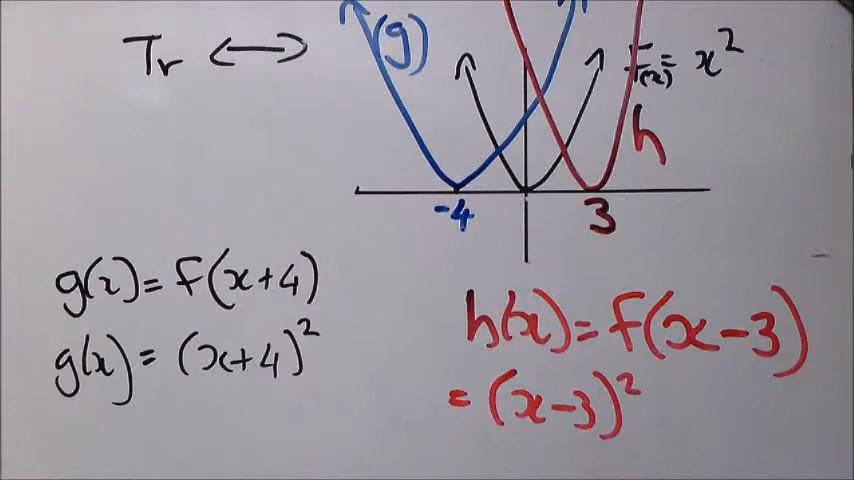 Tr ↔
(g)
f(x) = x²
h
-4
3
g(x) = f(x+4)
g(x) = (x+4)²
h(x) = f(x-3)
= (x-3)²